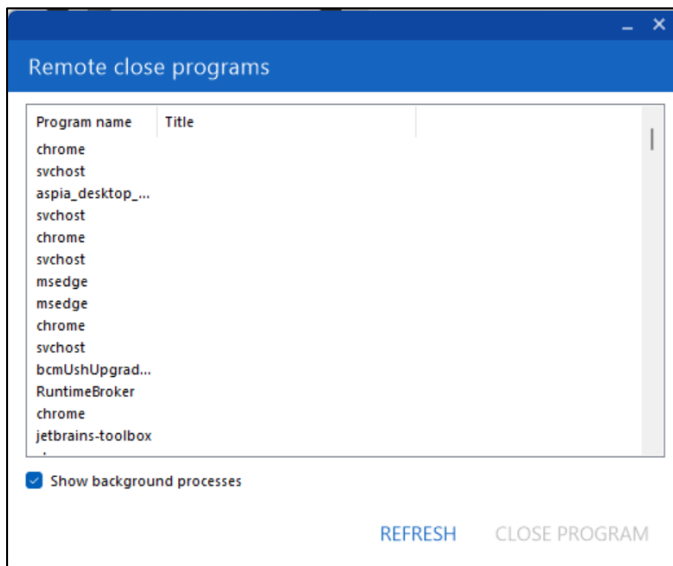 Remote close programs
Program name Title
chrome
svchost
aspia_desktop_...
svchost
chrome
svchost
msedge
msedge
chrome
svchost
bcmUshUpgrad...
RuntimeBroker
chrome
jetbrains-toolbox
Show background processes
REFRESH CLOSE PROGRAM